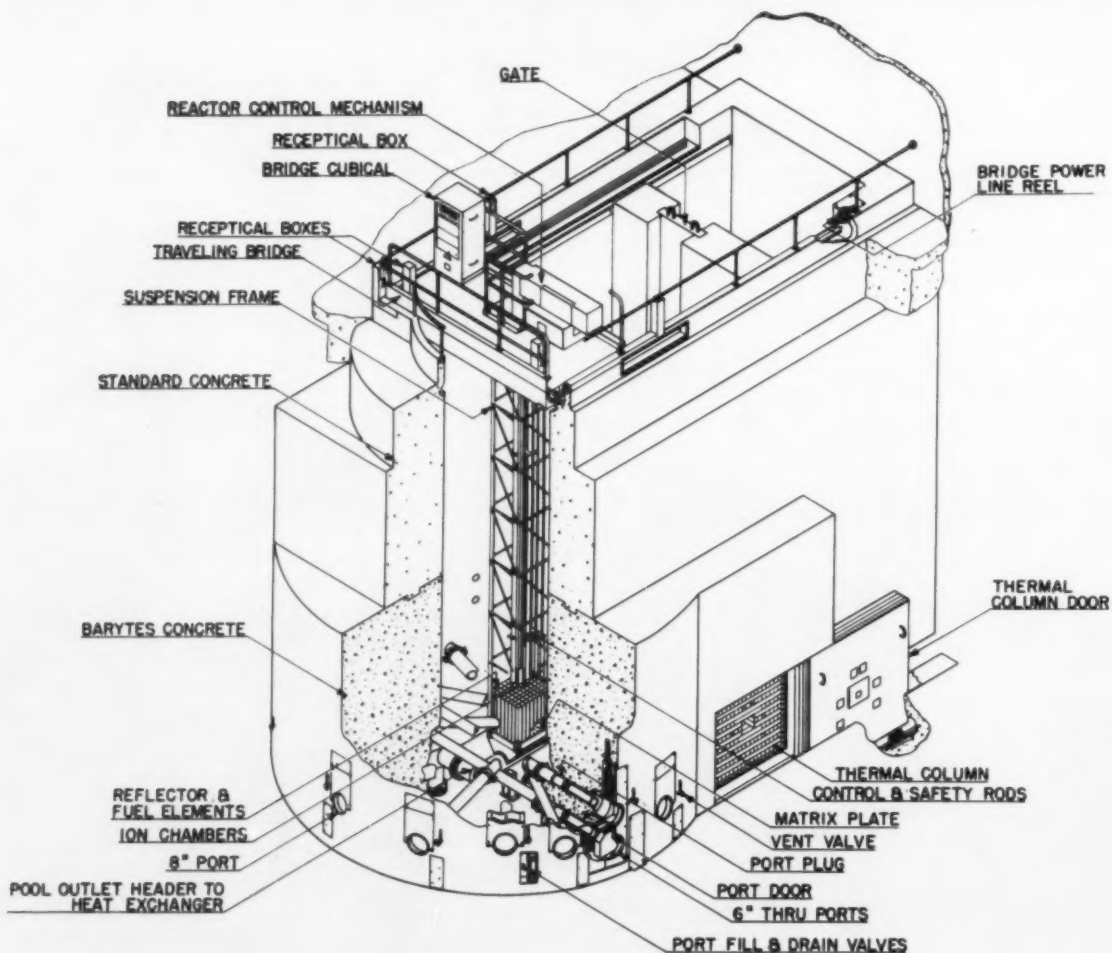 GATE
REACTOR CONTROL MECHANISM
RECEPTICAL BOX
BRIDGE CUBICAL
BRIDGE POWER
LINE REEL
RECEPTICAL BOXES
TRAVELING BRIDGE
SUSPENSION FRAME
STANDARD CONCRETE
BARYTES CONCRETE
THERMAL
COLUMN DOOR
REFLECTOR &
FUEL ELEMENTS
ION CHAMBERS
8" PORT
POOL OUTLET HEADER TO
HEAT EXCHANGER
THERMAL COLUMN
CONTROL & SAFETY RODS
MATRIX PLATE
VENT VALVE
PORT PLUG
PORT DOOR
6" THRU PORTS
PORT FILL & DRAIN VALVES